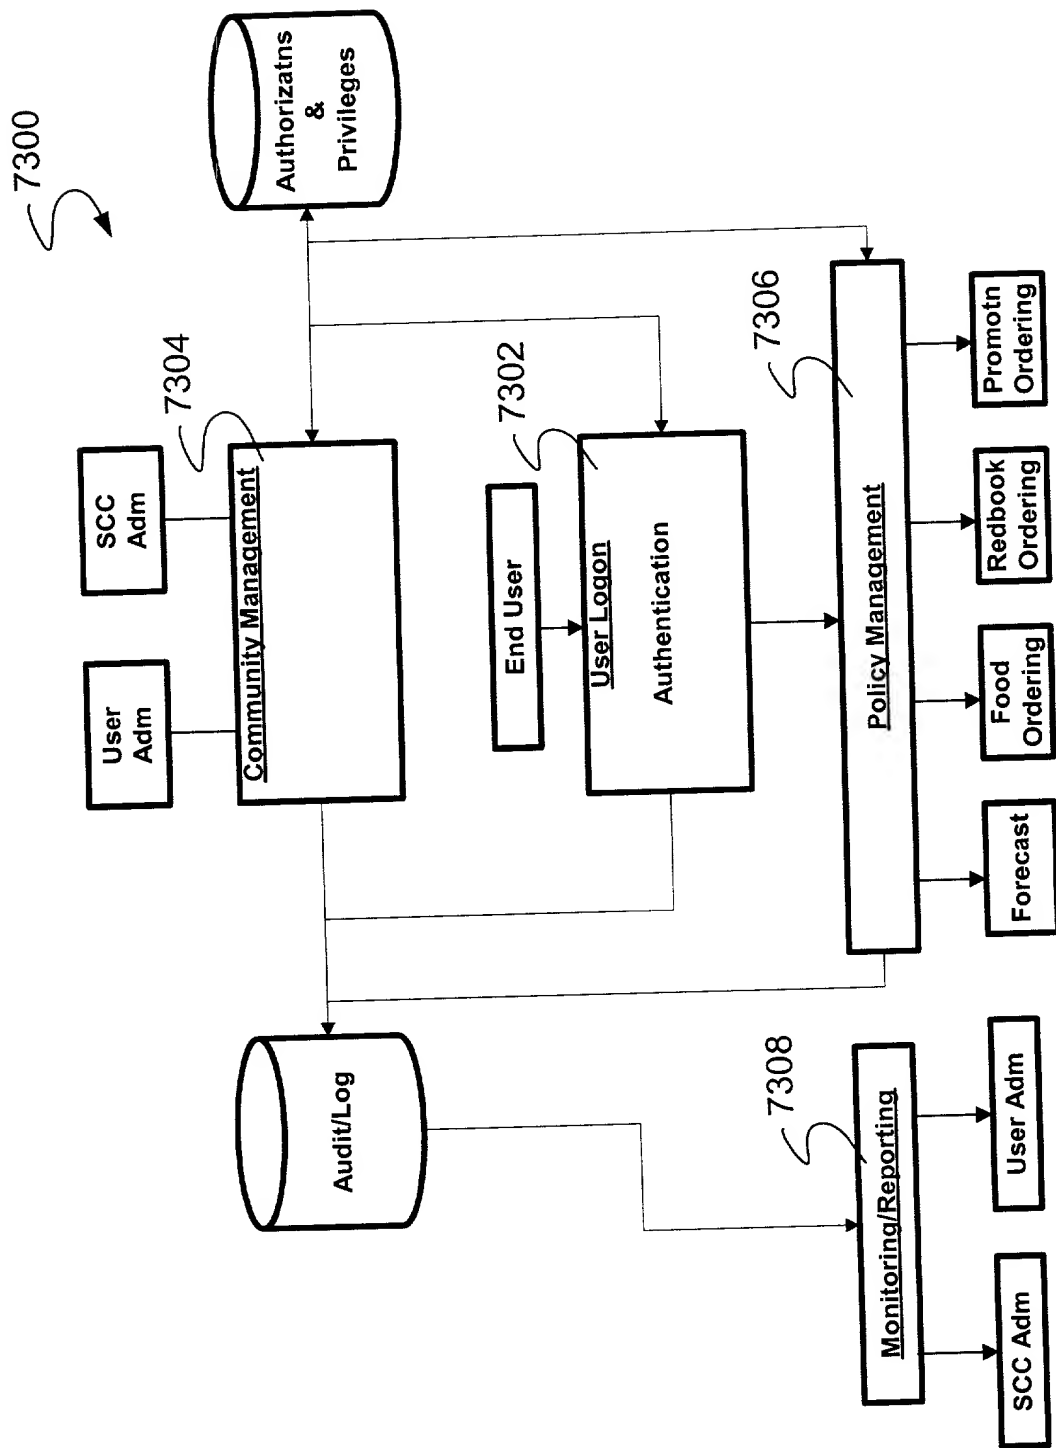 7300
User
Adm
SCC
Adm
7304
Community Management
Authorizatns
&
Privileges
Audit/Log
End User
7302
User Logon
Authentication
7308
Monitoring/Reporting
7306
Policy Management
SCC Adm
User Adm
Forecast
Food
Ordering
Redbook
Ordering
Promotn
Ordering